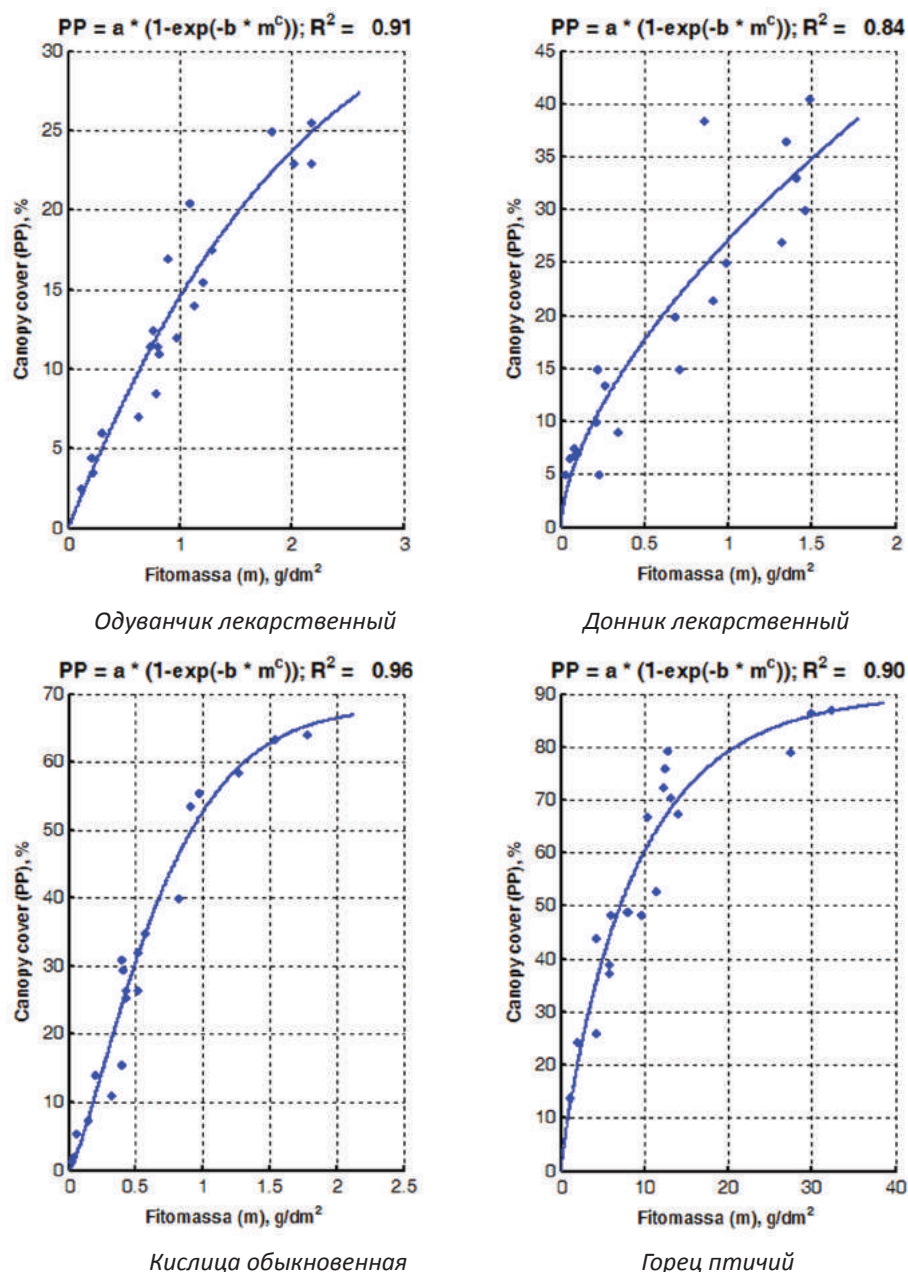 PP = a * (1-exp(-b * m^c)); R^2 = 0.91
30
25
20
15
10
5
0
Canopy cover (PP), %
0 1 2 3
Fitomassa (m), g/dm^2
Одуванчик лекарственный
PP = a * (1-exp(-b * m^c)); R^2 = 0.84
45
40
35
30
25
20
15
10
5
0
Canopy cover (PP), %
0 0.5 1 1.5 2
Fitomassa (m), g/dm^2
Донник лекарственный
PP = a * (1-exp(-b * m^c)); R^2 = 0.96
70
60
50
40
30
20
10
0
Canopy cover (PP), %
0 0.5 1 1.5 2 2.5
Fitomassa (m), g/dm^2
Кислица обыкновенная
PP = a * (1-exp(-b * m^c)); R^2 = 0.90
90
80
70
60
50
40
30
20
10
0
Canopy cover (PP), %
0 10 20 30 40
Fitomassa (m), g/dm^2
Горец птичий